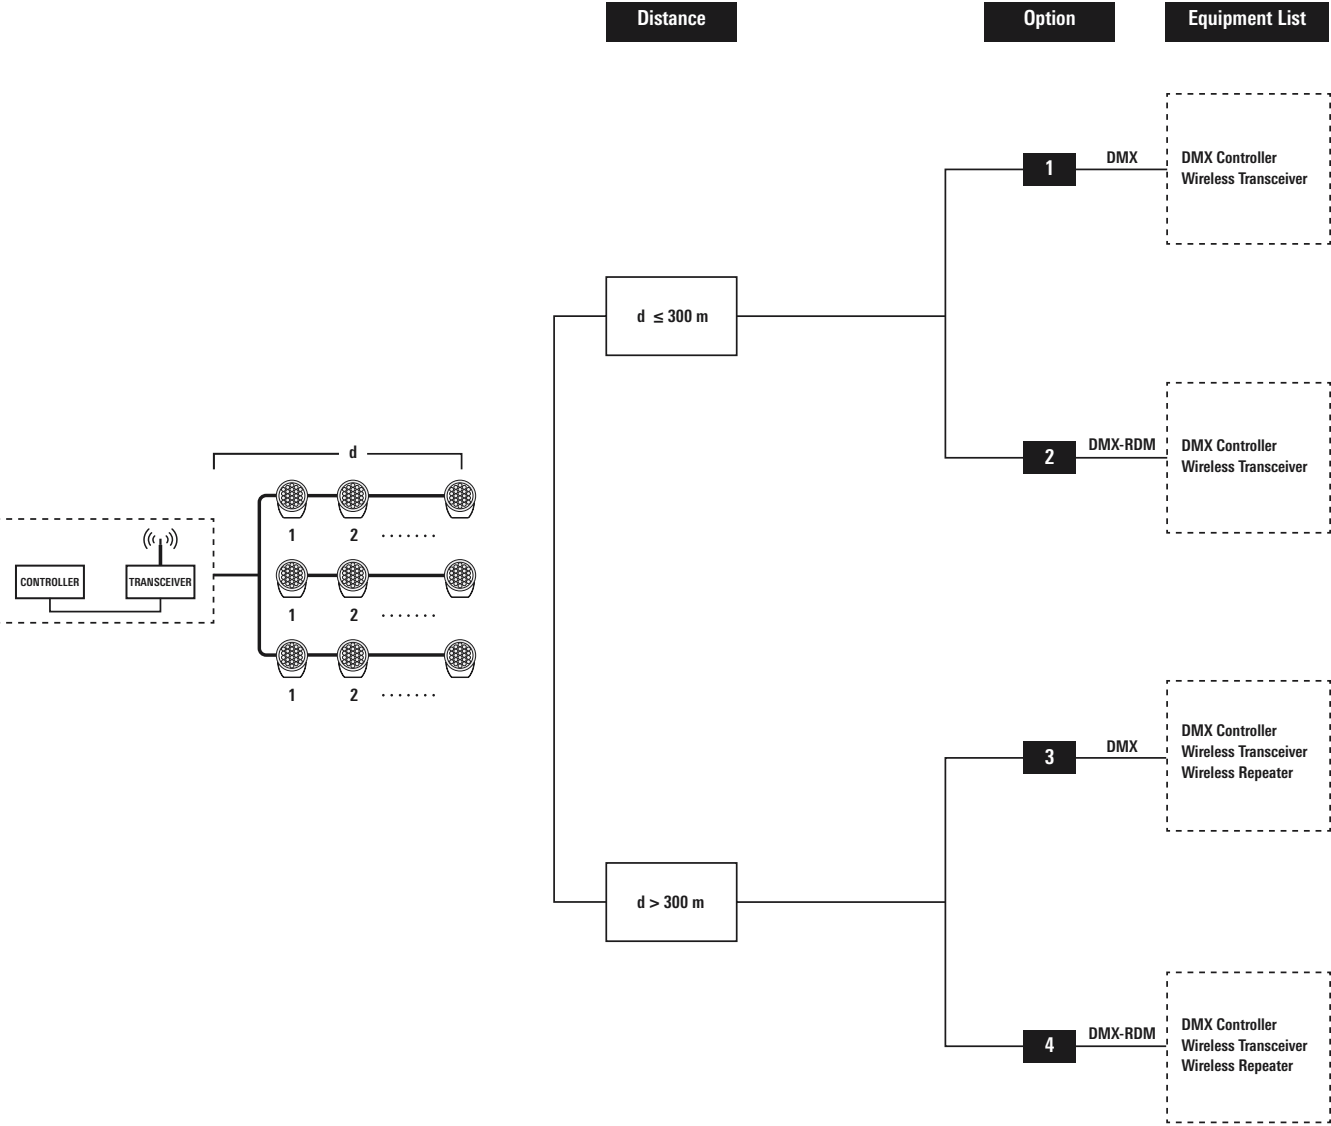 Distance
Option
Equipment List
1
DMX
DMX Controller
Wireless Transceiver
d ≤ 300 m
2
DMX-RDM
DMX Controller
Wireless Transceiver
d
1 2 .......
CONTROLLER
TRANSCEIVER
1 2 .......
1 2 .......
3
DMX
DMX Controller
Wireless Transceiver
Wireless Repeater
d > 300 m
4
DMX-RDM
DMX Controller
Wireless Transceiver
Wireless Repeater